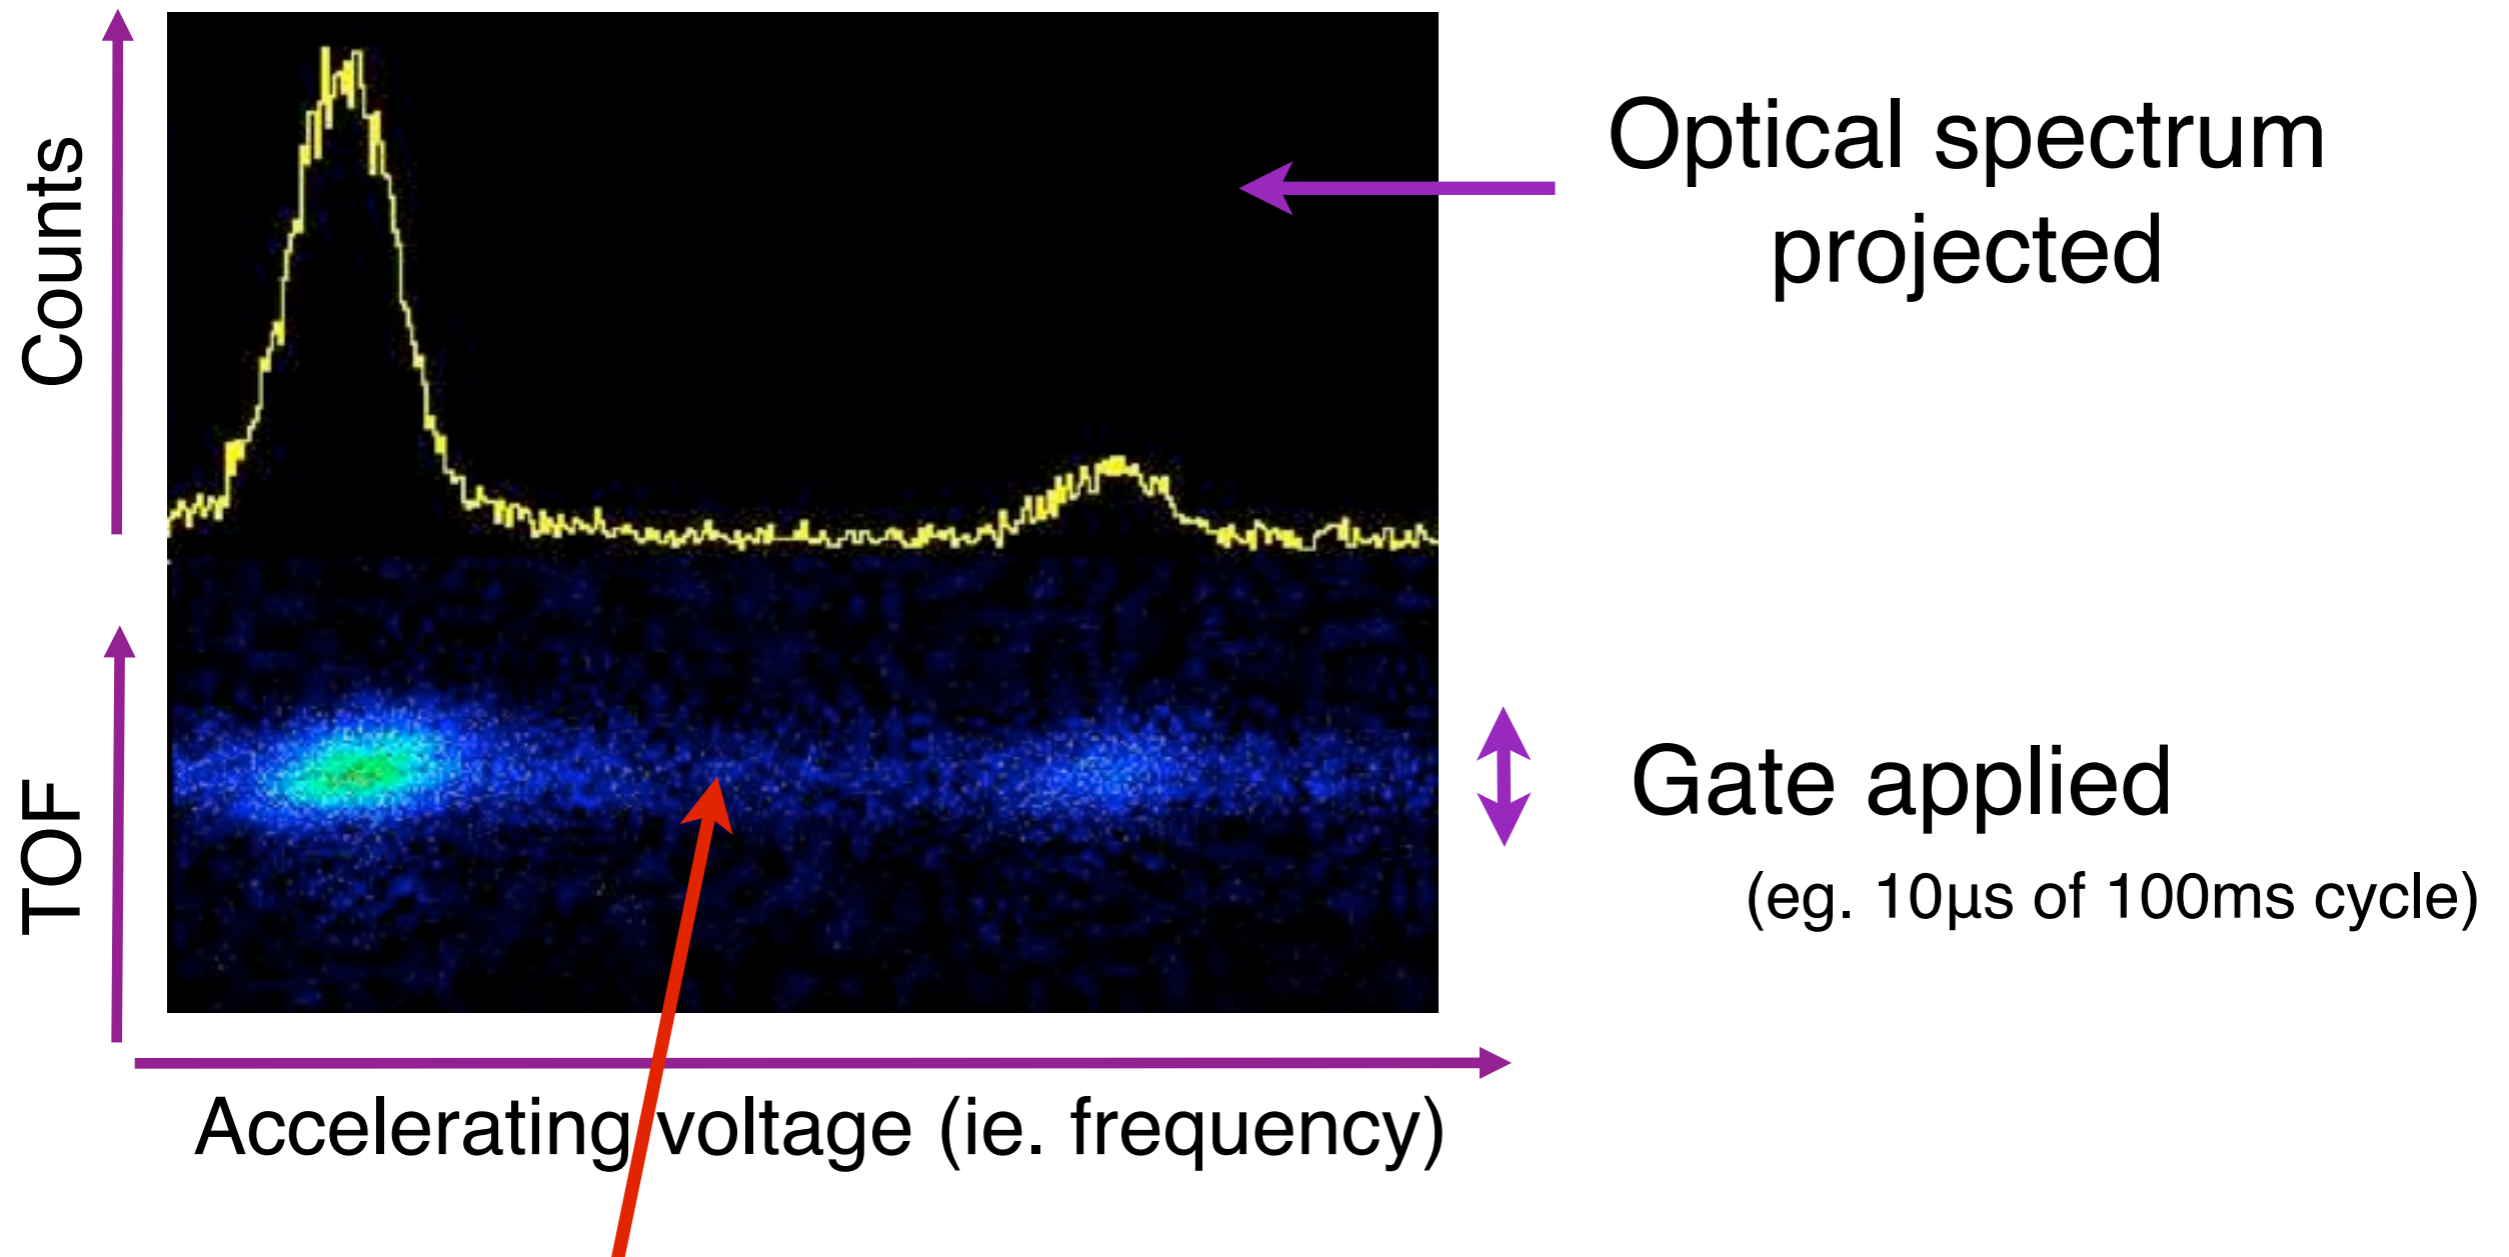 Counts
Optical spectrum
projected
TOF
Gate applied
(eg. 10µs of 100ms cycle)
Accelerating voltage (ie. frequency)